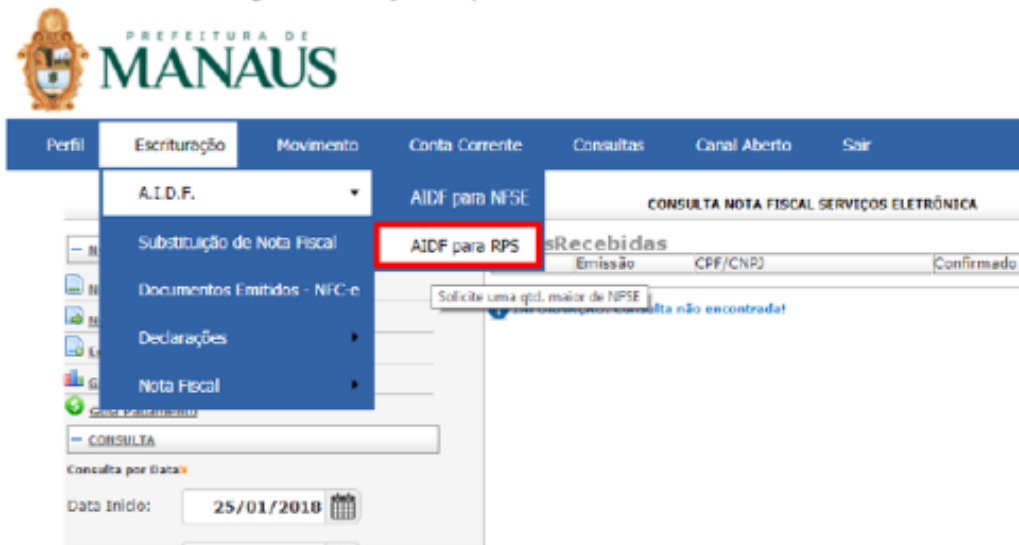 PREFEITURA DE
MANAUS
Perfil Escrituração Movimento Conta Corrente Consultas Canal Aberto Sair
A.I.D.F. AIDF para NFSE
CONSULTA NOTA FISCAL SERVIÇOS ELETRÔNICA
Substituição de Nota Fiscal AIDF para RPS
sRecebidas
Emissão CPF/CNPJ Confirmado
Documentos Emitidos - NFC-e
Solicite uma qtd. maior de NFSE
Consulta não encontrada!
Declarações
Nota Fiscal
CONSULTA
Consulta por Data
Data Inicio: 25/01/2018